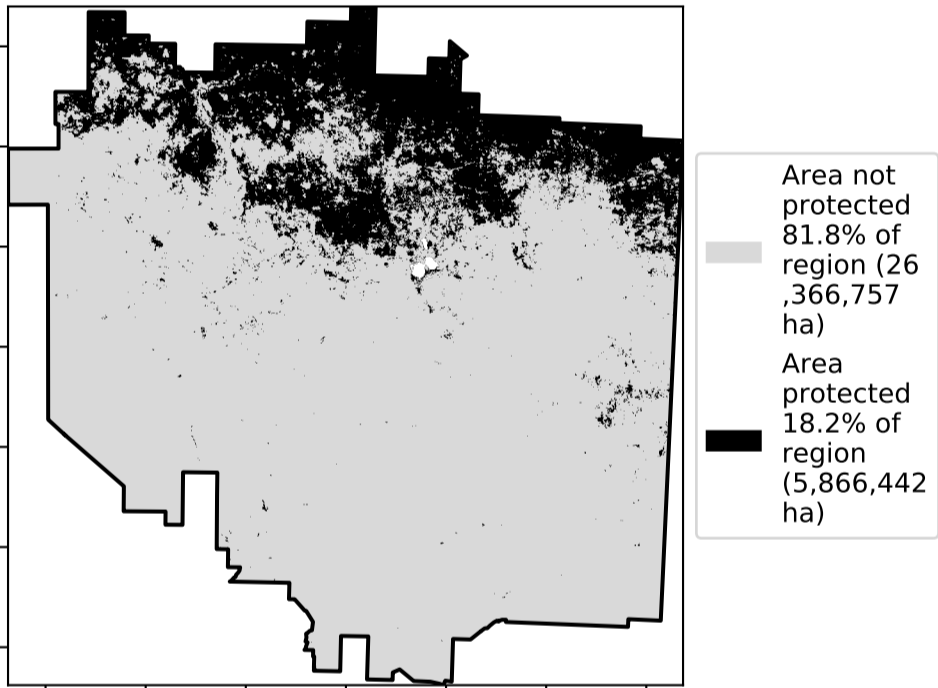 Area not
protected
81.8% of
region (26
,366,757
ha)
Area
protected
18.2% of
region
(5,866,442
ha)